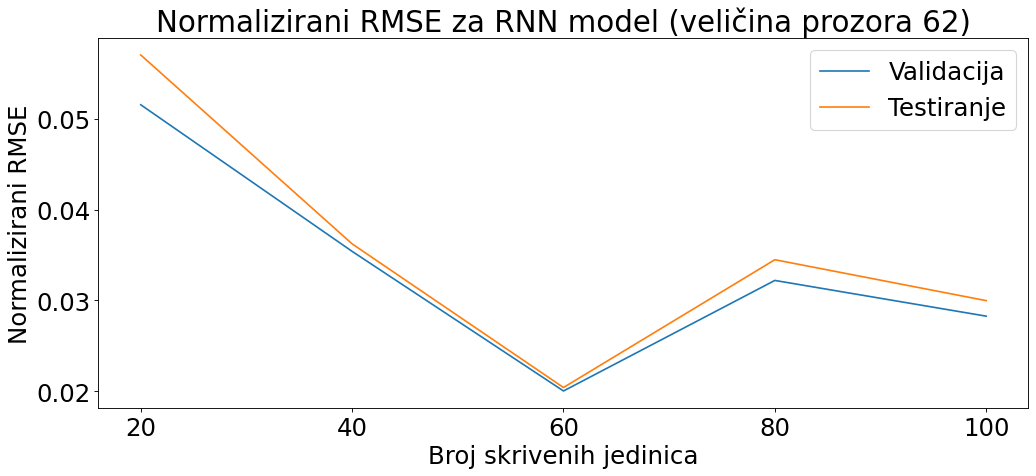 Normalizirani RMSE za RNN model (veličina prozora 62)
Validacija
Testiranje
Normalizirani RMSE
0.05
0.04
0.03
0.02
20 40 60 80 100
Broj skrivenih jedinica